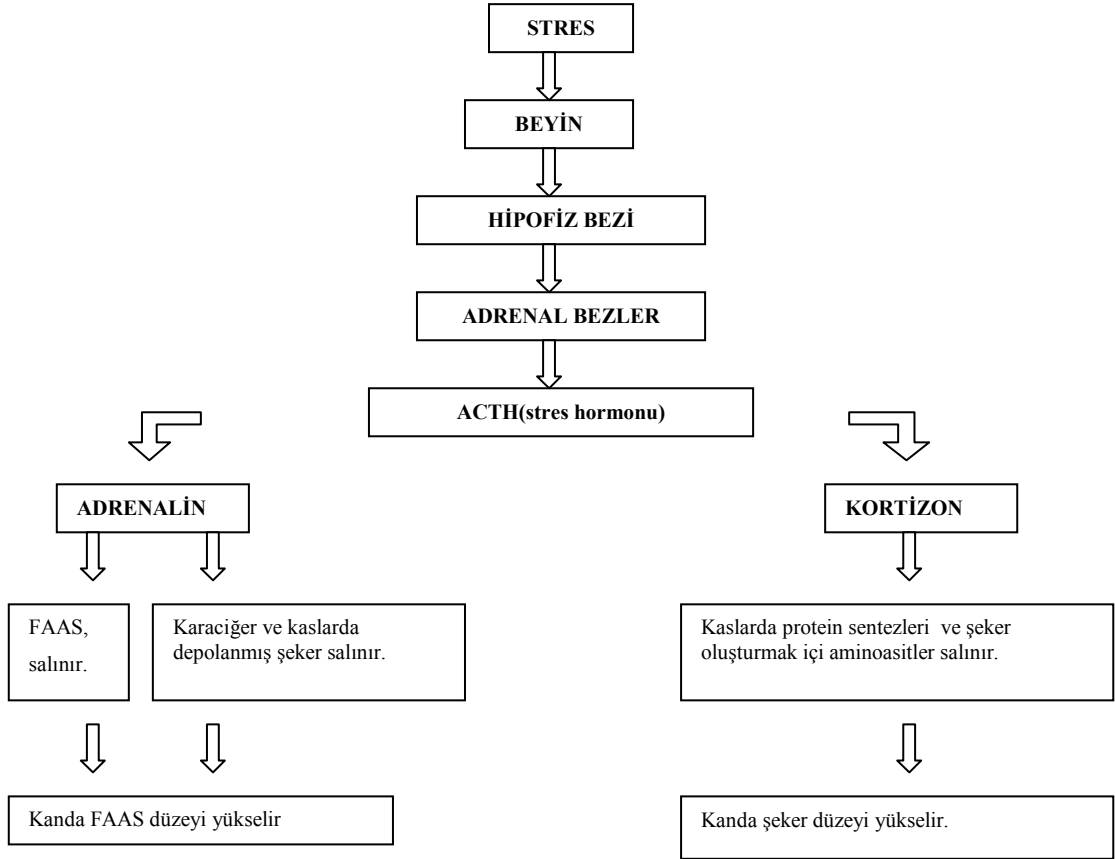 STRES
BEYİN
HİPOFİZ BEZİ
ADRENAL BEZLER
ACTH(stres hormonu)
ADRENALİN
KORTİZON
FAAS,
salınır.
Karaciğer ve kaslarda
depolanmış şeker salınır.
Kaslarda protein sentezleri ve şeker
oluşturmak içi aminoasitler salınır.
Kanda FAAS düzeyi yükselir
Kanda şeker düzeyi yükselir.